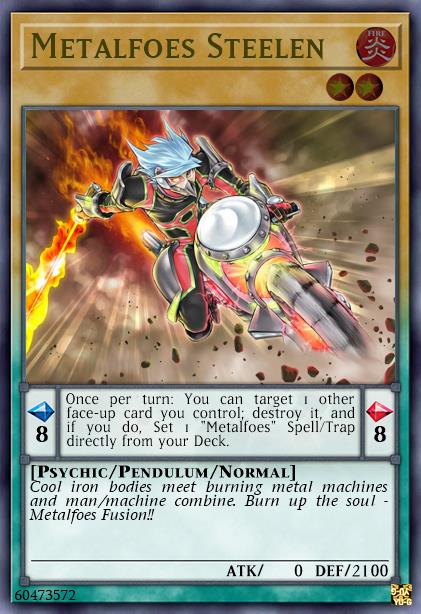 METALFOES STEELEN
FIRE
炎
Once per turn: You can target 1 other
face-up card you control; destroy it, and
if you do, Set 1 "Metalfoes" Spell/Trap
directly from your Deck.
8
8
[PSYCHIC/PENDULUM/NORMAL]
Cool iron bodies meet burning metal machines
and man/machine combine. Burn up the soul -
Metalfoes Fusion!!
ATK/ 0 DEF/2100
60473572